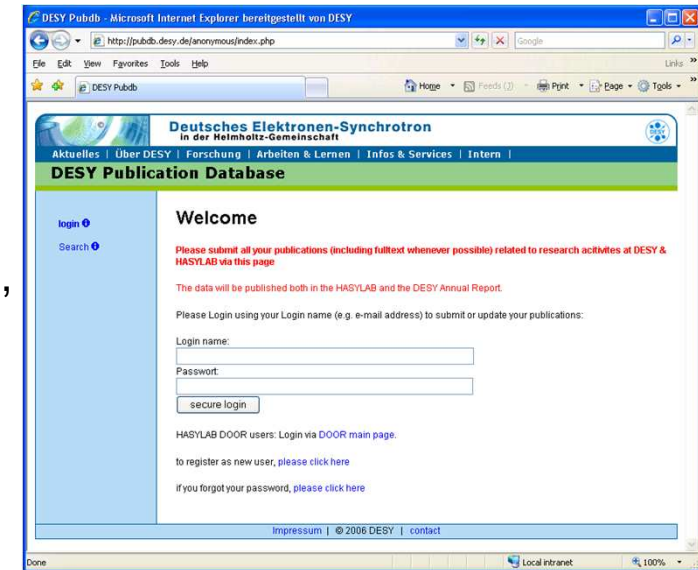 DESY Pubdb - Microsoft Internet Explorer bereitgestellt von DESY
http://pubdb.desy.de/anonymous/index.php
Google
File Edit View Favorites Tools Help
Links »
DESY Pubdb
Home Feeds (J) Print Page Tools »
Deutsches Elektronen-Synchrotron
in der Helmholtz-Gemeinschaft
DESY
Aktuelles | Über DESY | Forschung | Arbeiten & Lernen | Infos & Services | Intern |
DESY Publication Database
login
Search
Welcome
Please submit all your publications (including fulltext whenever possible) related to research acitivites at DESY &
HASYLAB via this page
The data will be published both in the HASYLAB and the DESY Annual Report.
Please Login using your Login name (e.g. e-mail address) to submit or update your publications:
Login name:
Passwort:
secure login
HASYLAB DOOR users: Login via DOOR main page.
to register as new user, please click here
if you forgot your password, please click here
Impressum | © 2006 DESY | contact
Done
Local intranet
100%
,